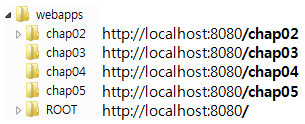 webapps
chap02 http://localhost:8080/chap02
chap03 http://localhost:8080/chap03
chap04 http://localhost:8080/chap04
chap05 http://localhost:8080/chap05
ROOT http://localhost:8080/